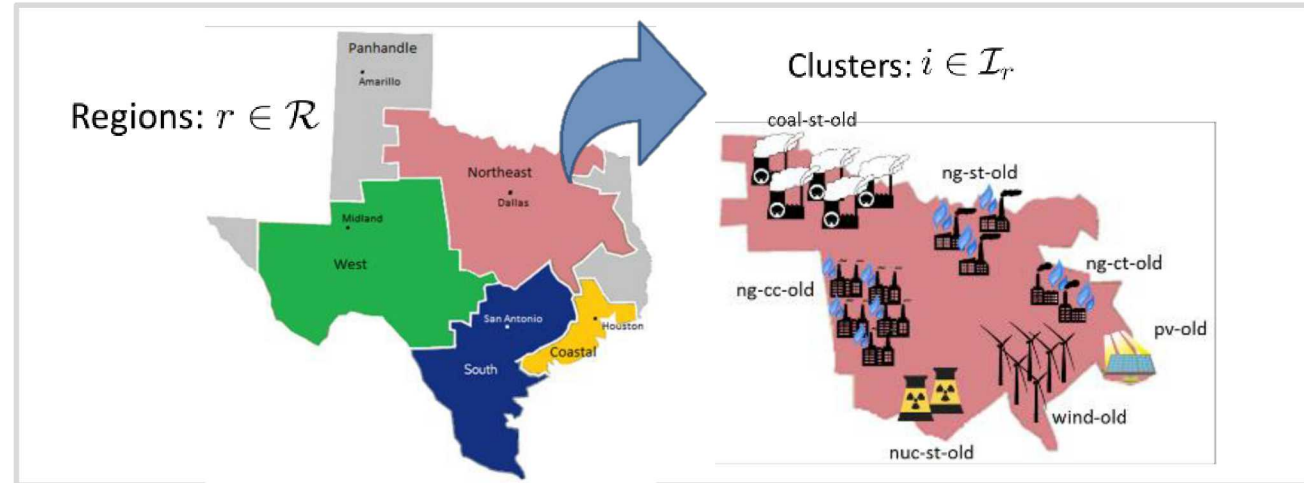 Regions: r ∈ R
Panhandle
Amarillo
Northeast
Dallas
Midland
West
San Antonio
South
Houston
Coastal
Clusters: i ∈ I_r
coal-st-old
ng-st-old
ng-cc-old
ng-ct-old
pv-old
wind-old
nuc-st-old